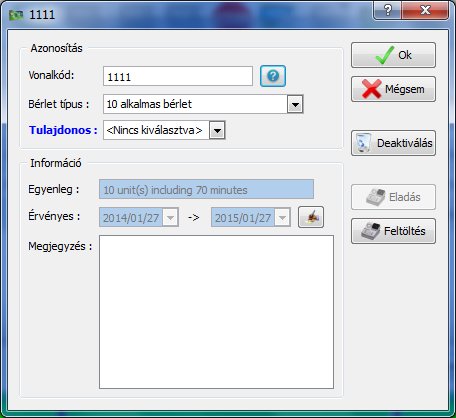 1111
Azonosítás
Vonalkód: 1111
Bérlet típus : 10 alkalmas bérlet
Tulajdonos : <Nincs kiválasztva>
Információ
Egyenleg : 10 unit(s) including 70 minutes
Érvényes : 2014/01/27 -> 2015/01/27
Megjegyzés :
Ok
Mégsem
Deaktiválás
Eladás
Feltöltés